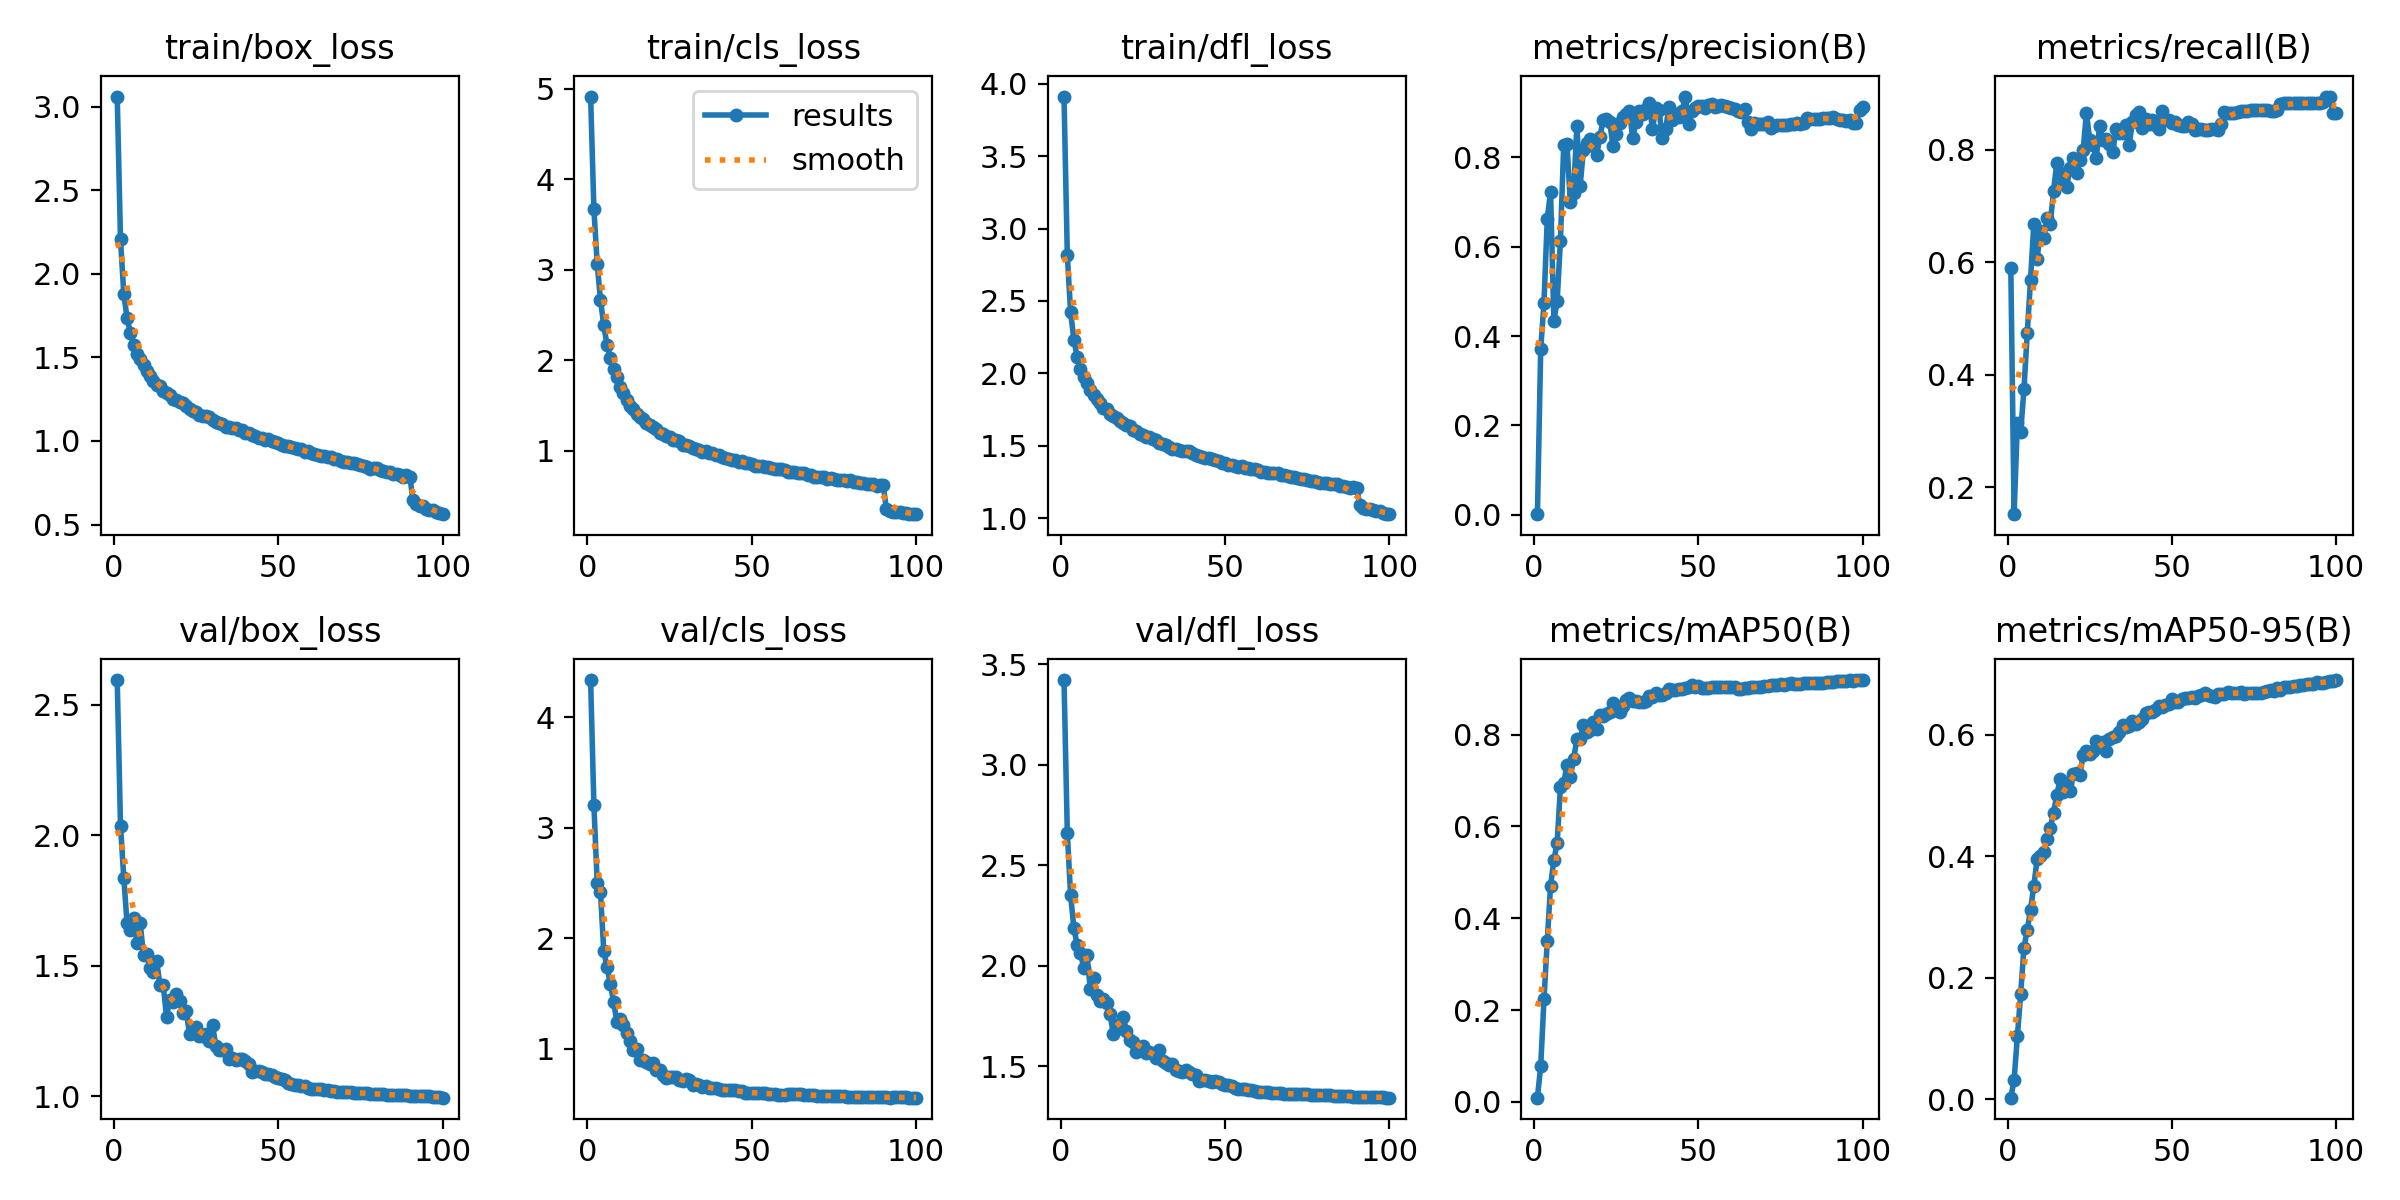 train/box_loss
3.0
2.5
2.0
1.5
1.0
0.5
0 50 100
train/cls_loss
results
smooth
5
4
3
2
1
0 50 100
train/dfl_loss
4.0
3.5
3.0
2.5
2.0
1.5
1.0
0 50 100
metrics/precision(B)
0.8
0.6
0.4
0.2
0.0
0 50 100
metrics/recall(B)
0.8
0.6
0.4
0.2
0 50 100
val/box_loss
2.5
2.0
1.5
1.0
0 50 100
val/cls_loss
4
3
2
1
0 50 100
val/dfl_loss
3.5
3.0
2.5
2.0
1.5
0 50 100
metrics/mAP50(B)
0.8
0.6
0.4
0.2
0.0
0 50 100
metrics/mAP50-95(B)
0.6
0.4
0.2
0.0
0 50 100